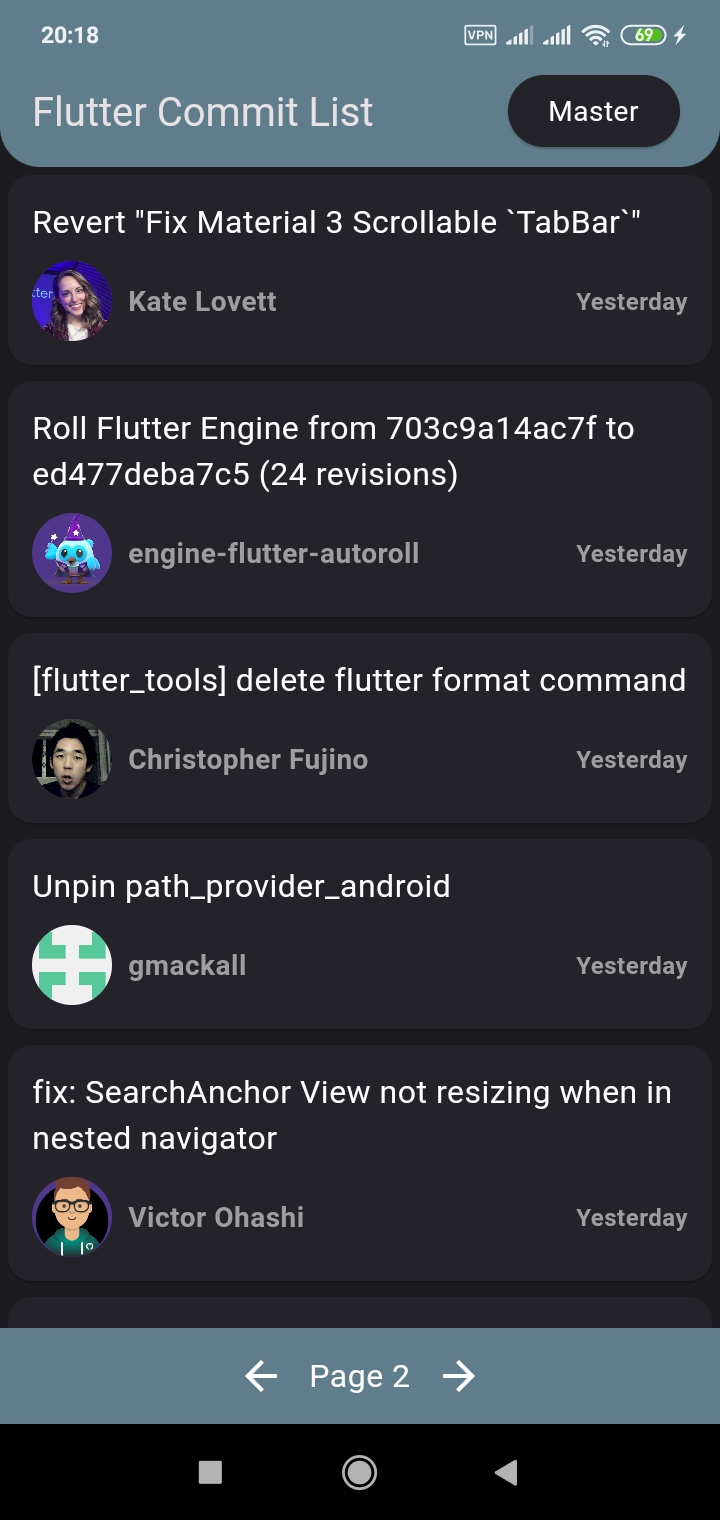 20:18
VPN
69
Flutter Commit List
Master
Revert "Fix Material 3 Scrollable `TabBar`"
tter
Kate Lovett
Yesterday
Roll Flutter Engine from 703c9a14ac7f to
ed477deba7c5 (24 revisions)
engine-flutter-autoroll
Yesterday
[flutter_tools] delete flutter format command
Christopher Fujino
Yesterday
Unpin path_provider_android
gmackall
Yesterday
fix: SearchAnchor View not resizing when in
nested navigator
Victor Ohashi
Yesterday
Page 2